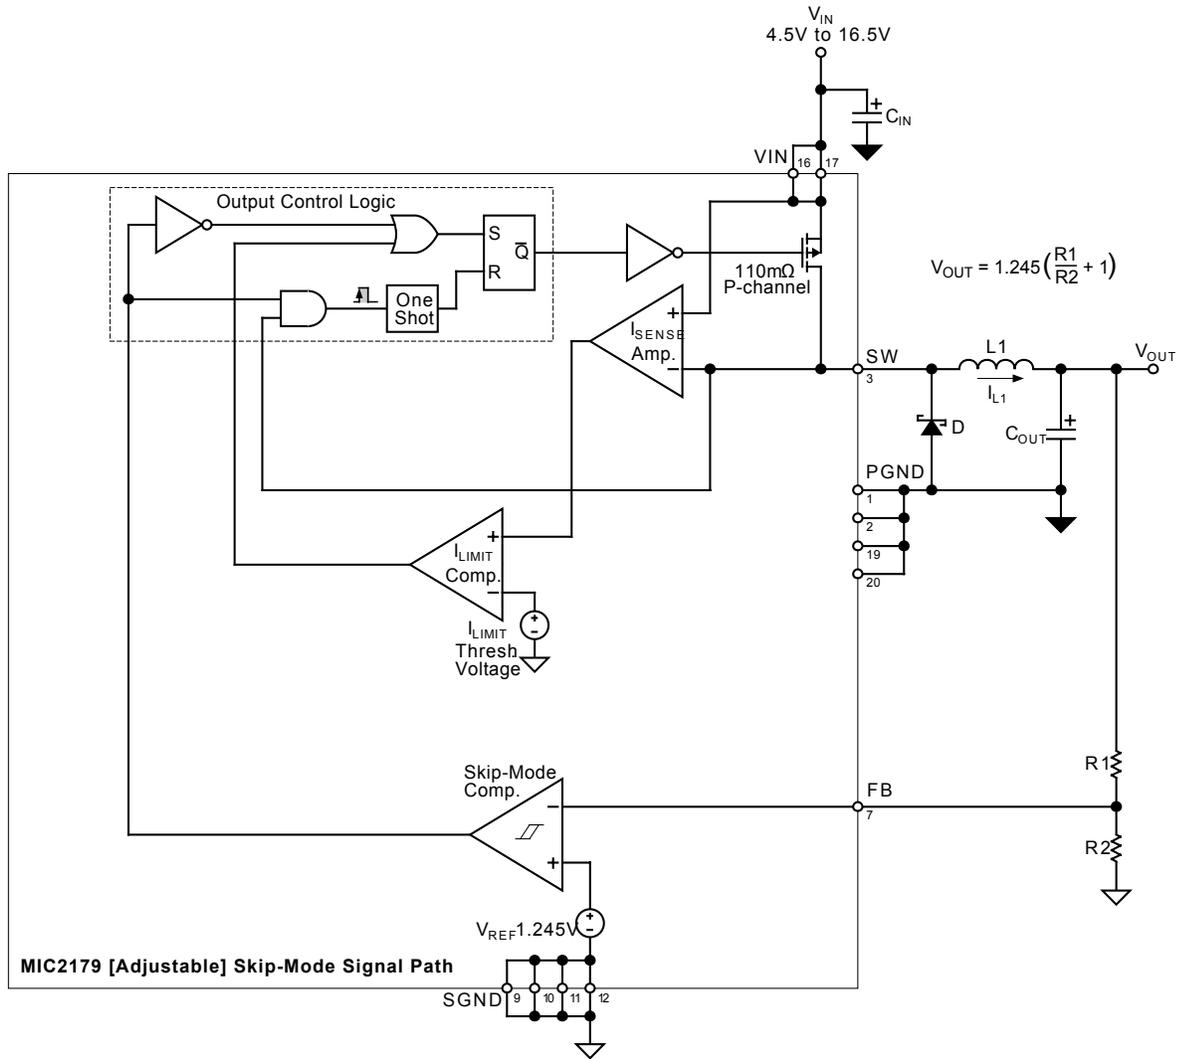 VIN
4.5V to 16.5V
+
CIN
VIN
16
17
Output Control Logic
S
Q̅
R
One
Shot
110mΩ
P-channel
VOUT = 1.245 (R1/R2 + 1)
+
ISENSE
Amp.
−
SW
3
L1
IL1
VOUT
D
COUT
+
PGND
1
2
19
20
+
ILIMIT
Comp.
−
ILIMIT
Thresh.
Voltage
+
−
Skip-Mode
Comp.
−
+
FB
7
R1
R2
VREF1.245V
+
−
MIC2179 [Adjustable] Skip-Mode Signal Path
SGND
9
10
11
12